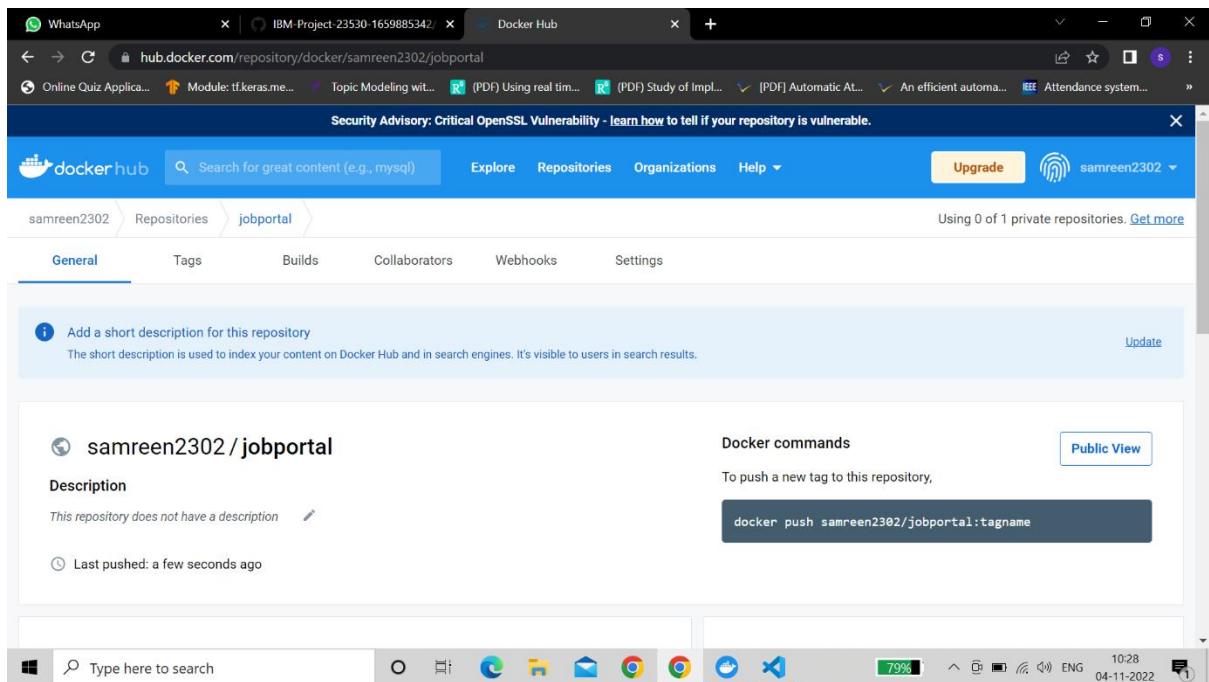 WhatsApp
IBM-Project-23530-1659885342/
Docker Hub
hub.docker.com/repository/docker/samreen2302/jobportal
S
Online Quiz Applica...
Module: tf.keras.me...
Topic Modeling wit...
(PDF) Using real tim...
(PDF) Study of Impl...
[PDF] Automatic At...
An efficient automa...
IEEE Attendance system...
Security Advisory: Critical OpenSSL Vulnerability - learn how to tell if your repository is vulnerable.
dockerhub
Search for great content (e.g., mysql)
Explore
Repositories
Organizations
Help
Upgrade
samreen2302
samreen2302
Repositories
jobportal
Using 0 of 1 private repositories. Get more
General
Tags
Builds
Collaborators
Webhooks
Settings
Add a short description for this repository
The short description is used to index your content on Docker Hub and in search engines. It's visible to users in search results.
Update
samreen2302 / jobportal
Description
This repository does not have a description
Last pushed: a few seconds ago
Docker commands
Public View
To push a new tag to this repository,
docker push samreen2302/jobportal:tagname
Type here to search
79%
ENG
10:28
04-11-2022
1